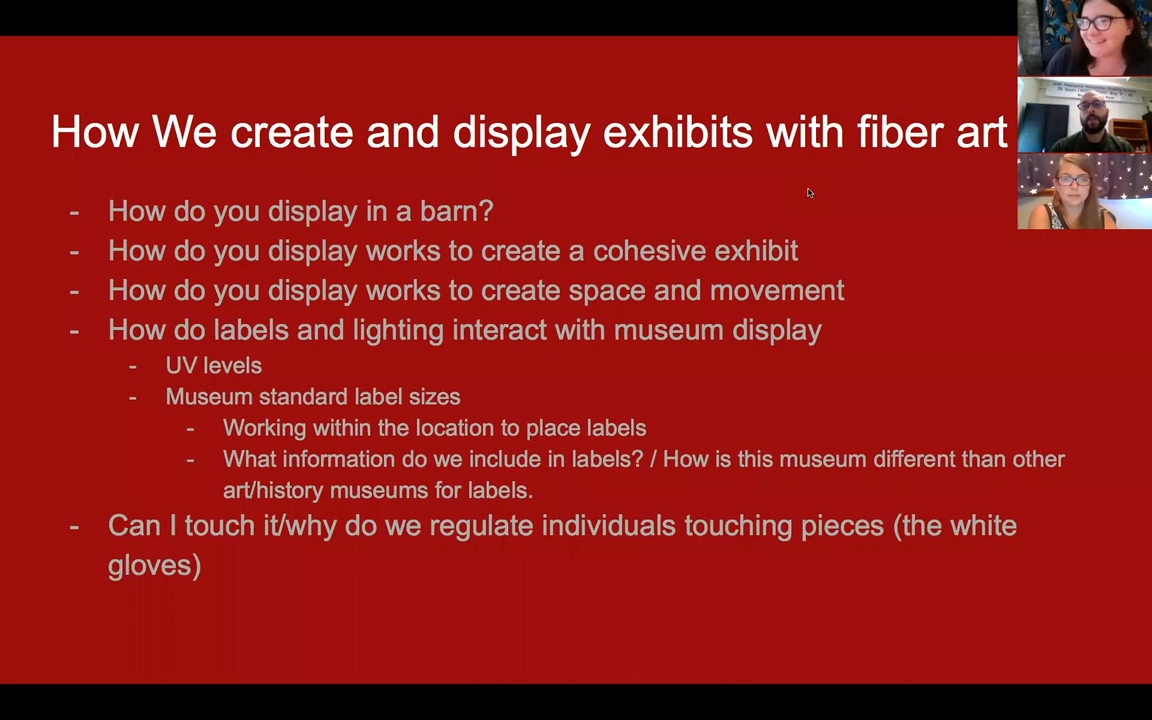 How We create and display exhibits with fiber art
- How do you display in a barn?
- How do you display works to create a cohesive exhibit
- How do you display works to create space and movement
- How do labels and lighting interact with museum display
- UV levels
- Museum standard label sizes
- Working within the location to place labels
- What information do we include in labels? / How is this museum different than other
art/history museums for labels.
- Can I touch it/why do we regulate individuals touching pieces (the white
gloves)